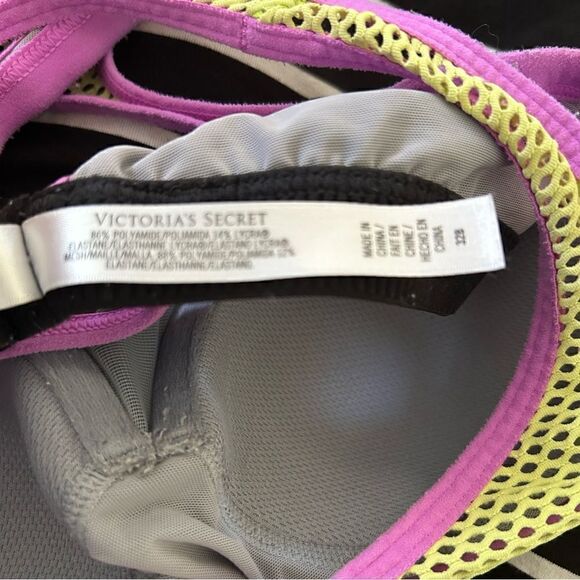 VICTORIA'S SECRET
86% POLYAMIDE/POLIAMIDA 14% LYCRA®
ELASTANE/ELASTHANNE LYCRA®/ELASTANO LYCRA®
MESH/MAILLE/MALLA: 88% POLYAMIDE/POLIAMIDA 12%
ELASTANE/ELASTHANNE/ELASTANO
MADE IN
CHINA/
FAIT EN
CHINE/
HECHO EN
CHINA
32B